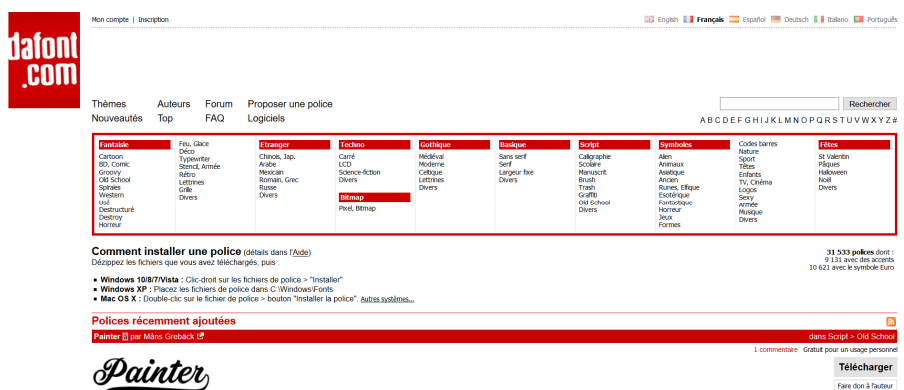 dafont
.com
Mon compte | Inscription
English Français Español Deutsch Italiano Português
Thèmes Auteurs Forum Proposer une police
Rechercher
Nouveautés Top FAQ Logiciels
A B C D E F G H I J K L M N O P Q R S T U V W X Y Z #
Fantaisie
Cartoon
BD, Comic
Groovy
Old School
Spirales
Western
Usé
Destructuré
Destroy
Horreur
Feu, Glace
Déco
Typewriter
Stencil, Armée
Rétro
Lettrines
Grille
Divers
Etranger
Chinois, Jap.
Arabe
Mexicain
Romain, Grec
Russe
Divers
Techno
Carré
LCD
Science-fiction
Divers
Bitmap
Pixel, Bitmap
Gothique
Médiéval
Moderne
Celtique
Lettrines
Divers
Basique
Sans serif
Serif
Largeur fixe
Divers
Script
Calligraphie
Scolaire
Manuscrit
Brush
Trash
Graffiti
Old School
Divers
Symboles
Alien
Animaux
Asiatique
Ancien
Runes, Elfique
Esotérique
Fantastique
Horreur
Jeux
Formes
Codes barres
Nature
Sport
Têtes
Enfants
TV, Cinéma
Logos
Sexy
Armée
Musique
Divers
Fêtes
St Valentin
Pâques
Halloween
Noël
Divers
Comment installer une police (détails dans l'Aide)
Dézippez les fichiers que vous avez téléchargés, puis :
■ Windows 10/8/7/Vista : Clic-droit sur les fichiers de police > "Installer"
■ Windows XP : Placez les fichiers de police dans C:\Windows\Fonts
■ Mac OS X : Double-clic sur le fichier de police > bouton "Installer la police". Autres systèmes...
31 533 polices dont :
9 131 avec des accents
10 621 avec le symbole Euro
Polices récemment ajoutées
Painter par Måns Grebäck
dans Script > Old School
1 commentaire Gratuit pour un usage personnel
Painter
Télécharger
Faire don à l'auteur